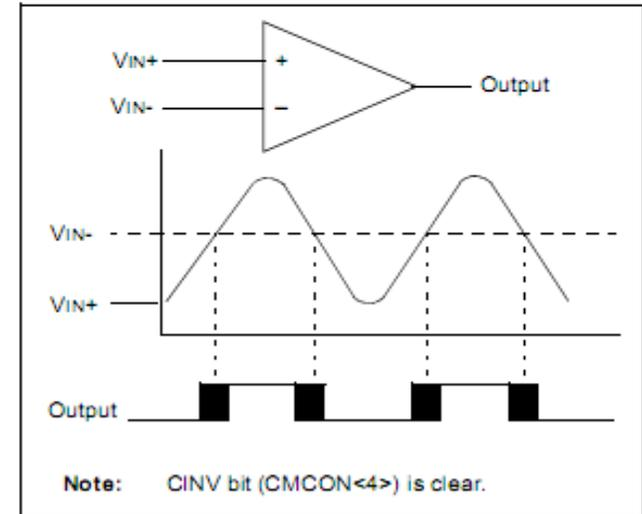 VIN+
+
Output
VIN-
–
VIN-
VIN+
Output
Note: CINV bit (CMCON<4>) is clear.